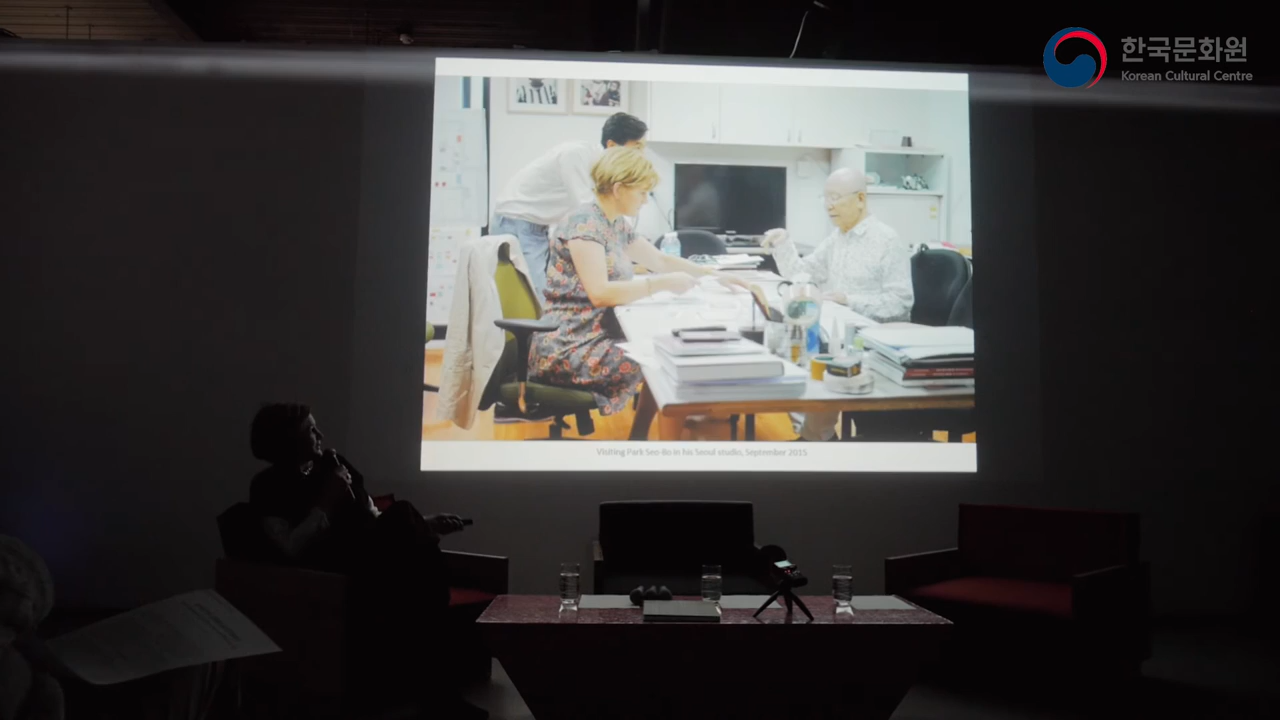 한국문화원
Korean Cultural Centre
Visiting Park Seo-Bo in his Seoul studio, September 2015